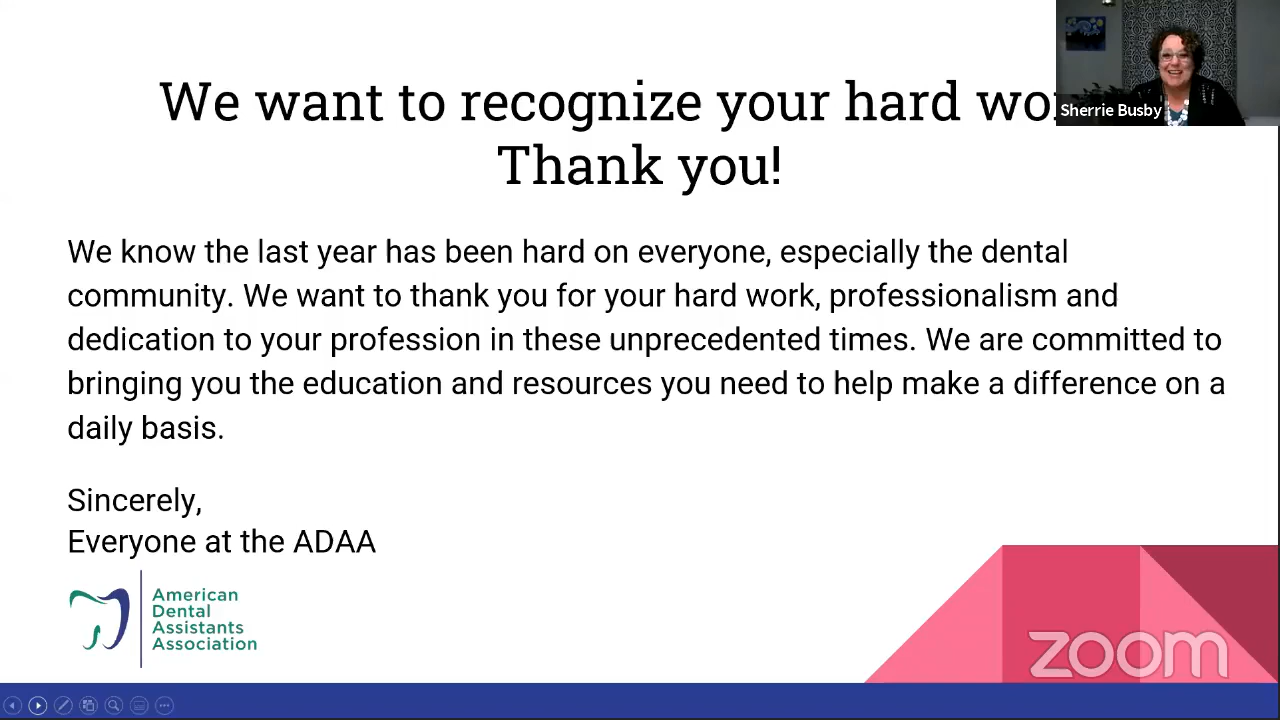 We want to recognize your hard
Thank you!
Sherrie Busby
We know the last year has been hard on everyone, especially the dental
community. We want to thank you for your hard work, professionalism and
dedication to your profession in these unprecedented times. We are committed to
bringing you the education and resources you need to help make a difference on a
daily basis.
Sincerely,
Everyone at the ADAA
American
Dental
Assistants
Association
zoom